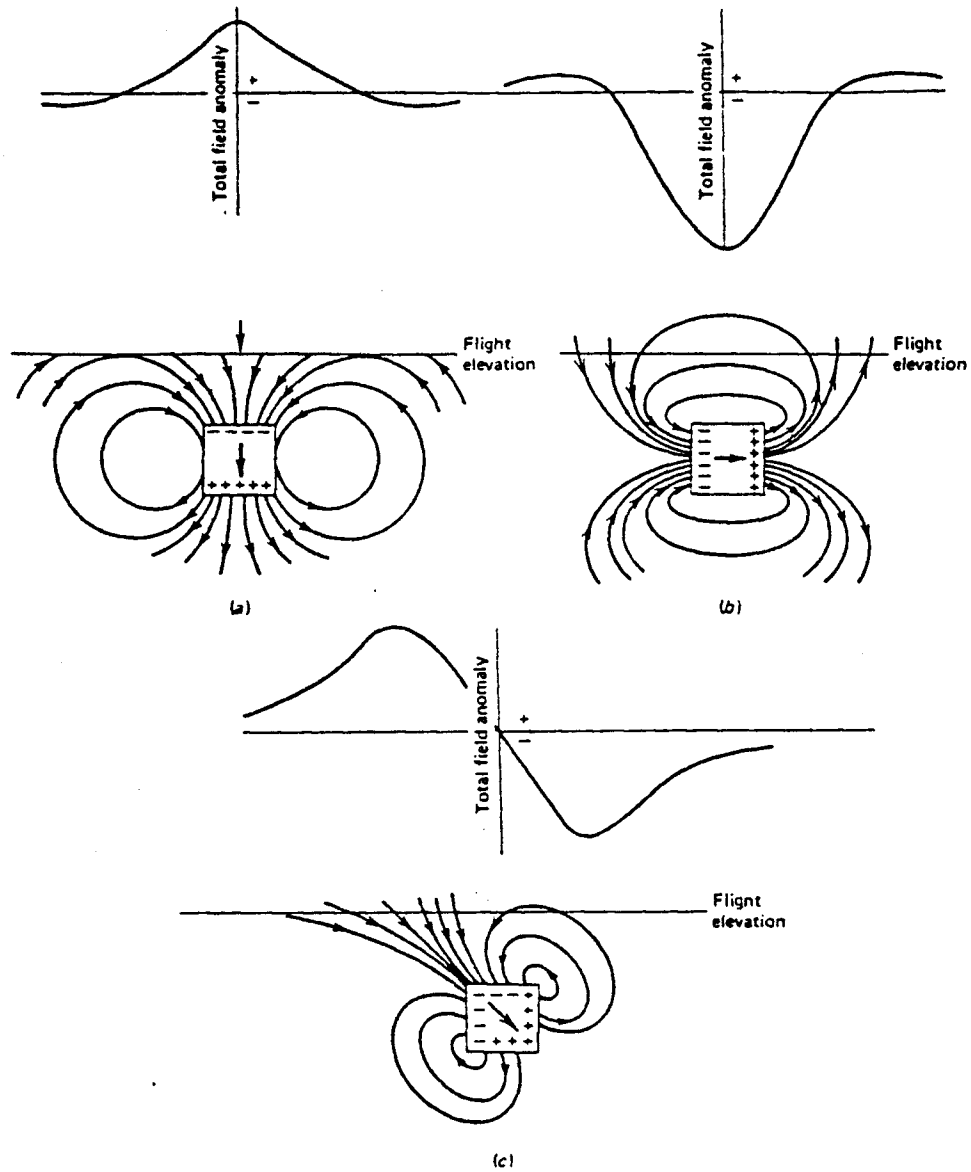 Total field anomaly
+
−
Total field anomaly
+
−
Flight
elevation
Flight
elevation
− − − − −
+ + + + +
−
−
−
−
−
−
+
+
+
+
+
+
(a)
(b)
Total field anomaly
+
−
Flight
elevation
− − − − +
−
−
− + + +
+
+
(c)